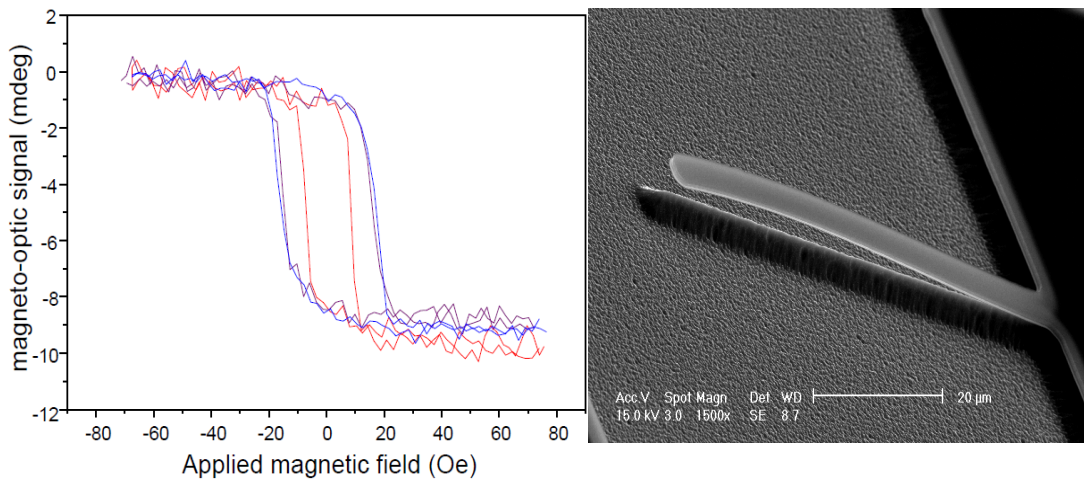 magneto-optic signal (mdeg)
2
0
-2
-4
-6
-8
-10
-12
-80 -60 -40 -20 0 20 40 60 80
Applied magnetic field (Oe)
Acc.V Spot Magn Det WD
15.0 kV 3.0 1500x SE 8.7
20 µm